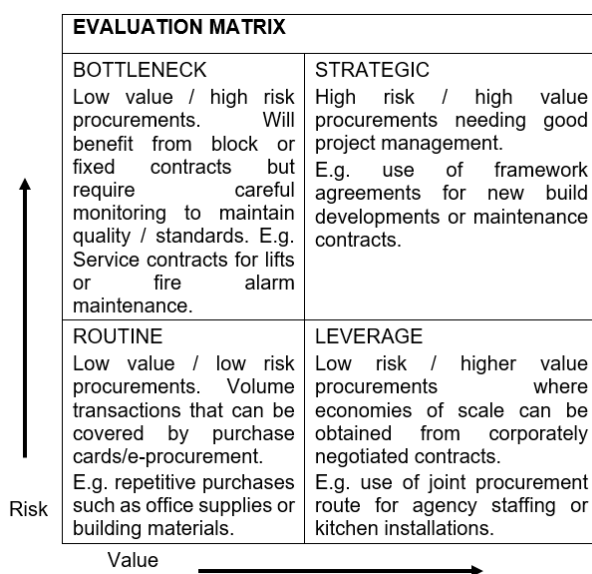 EVALUATION MATRIX
BOTTLENECK
Low value / high risk
procurements. Will
benefit from block or
fixed contracts but
require careful
monitoring to maintain
quality / standards. E.g.
Service contracts for lifts
or fire alarm
maintenance.
STRATEGIC
High risk / high value
procurements needing good
project management.
E.g. use of framework
agreements for new build
developments or maintenance
contracts.
ROUTINE
Low value / low risk
procurements. Volume
transactions that can be
covered by purchase
cards/e-procurement.
E.g. repetitive purchases
such as office supplies or
building materials.
LEVERAGE
Low risk / higher value
procurements where
economies of scale can be
obtained from corporately
negotiated contracts.
E.g. use of joint procurement
route for agency staffing or
kitchen installations.
Risk
Value